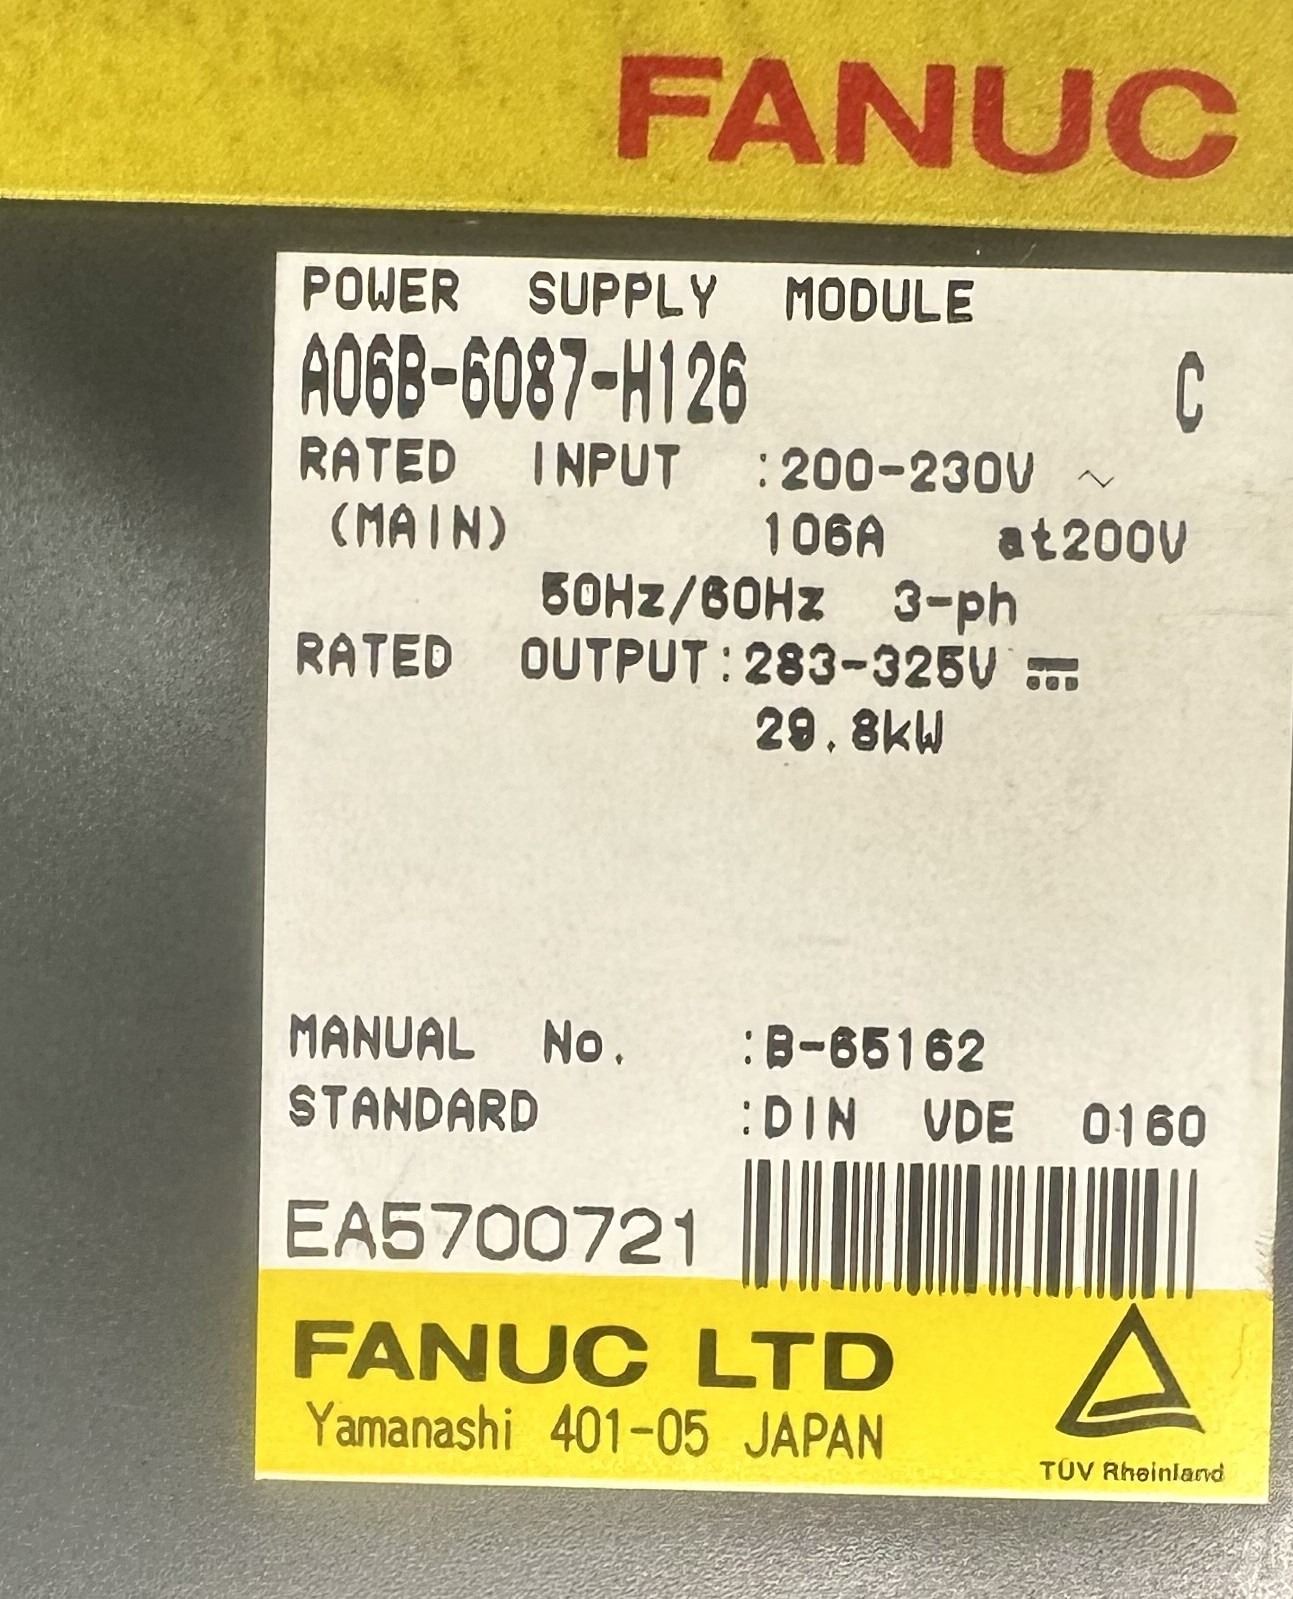 FANUC
POWER SUPPLY MODULE
A06B-6087-H126 C
RATED INPUT :200-230V ~
(MAIN) 106A at200V
50Hz/60Hz 3-ph
RATED OUTPUT:283-325V ⎓
29.8kW
MANUAL No. :B-65162
STANDARD :DIN VDE 0160
EA5700721
FANUC LTD
Yamanashi 401-05 JAPAN
TÜV Rheinland